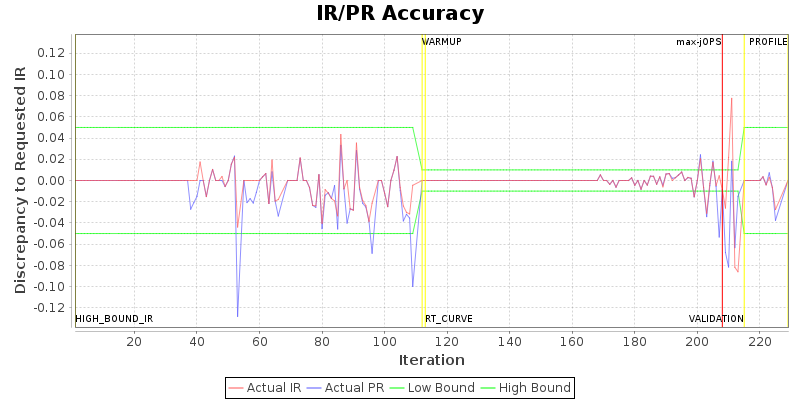 IR/PR Accuracy
WARMUP
max-jOPS
PROFILE
0.12
0.10
0.08
0.06
0.04
0.02
0.00
-0.02
-0.04
-0.06
-0.08
-0.10
-0.12
Discrepancy to Requested IR
HIGH_BOUND_IR
RT_CURVE
VALIDATION
20 40 60 80 100 120 140 160 180 200 220
Iteration
Actual IR Actual PR Low Bound High Bound